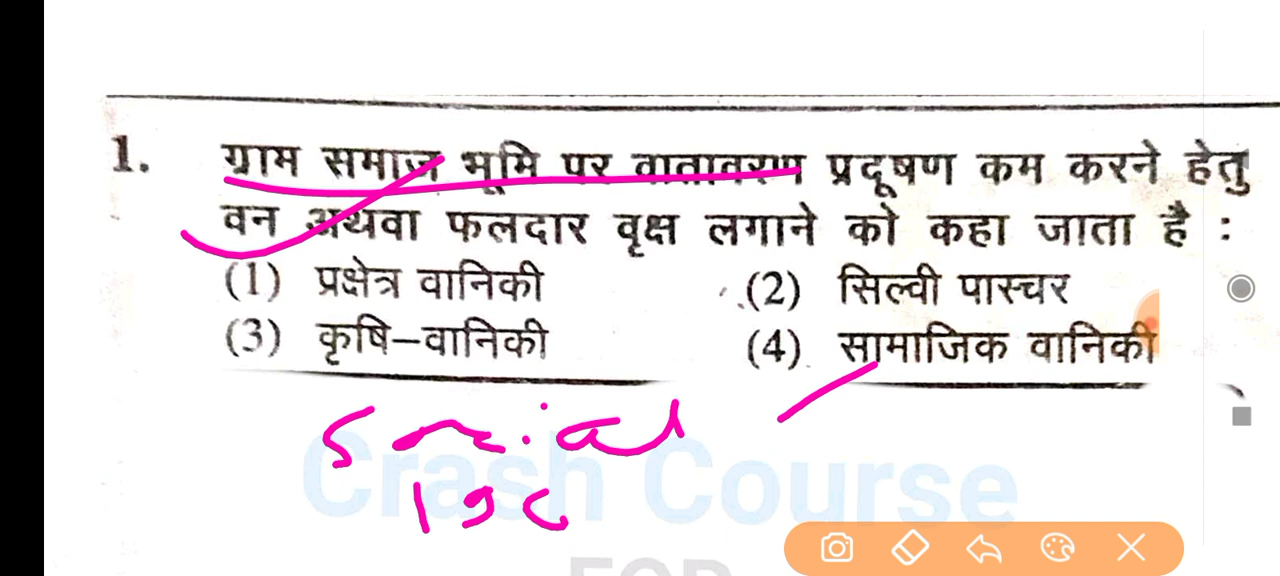 1. ग्राम समाज भूमि पर वातावरण प्रदूषण कम करने हेतु
वन अथवा फलदार वृक्ष लगाने को कहा जाता है :
(1) प्रक्षेत्र वानिकी (2) सिल्वी पास्चर
(3) कृषि–वानिकी (4) सामाजिक वानिकी
Social
Crash Course
FOR